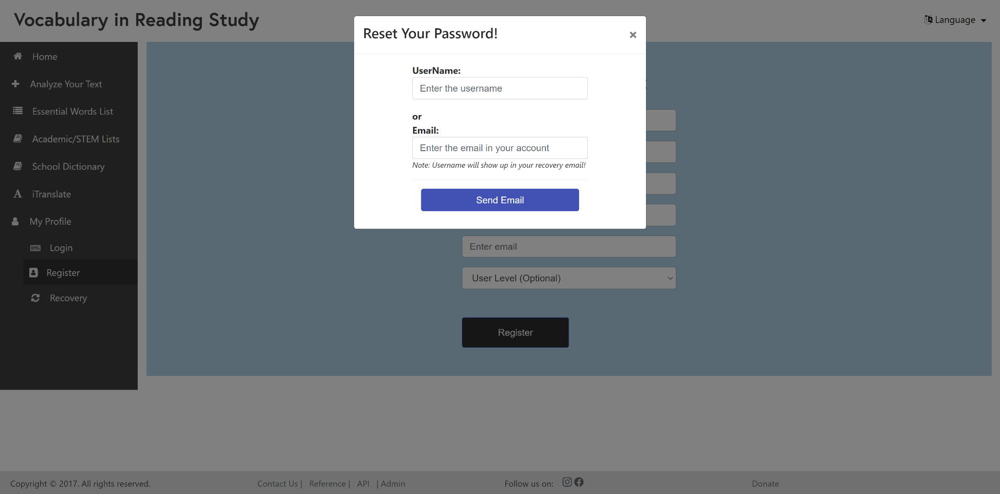 Vocabulary in Reading Study
Language
Home
Analyze Your Text
Essential Words List
Academic/STEM Lists
School Dictionary
iTranslate
My Profile
Login
Register
Recovery
Reset Your Password!
×
UserName:
Enter the username
or
Email:
Enter the email in your account
Note: Username will show up in your recovery email!
Send Email
Enter email
User Level (Optional)
Register
Copyright © 2017. All rights reserved.
Contact Us | Reference | API | Admin
Follow us on:
Donate